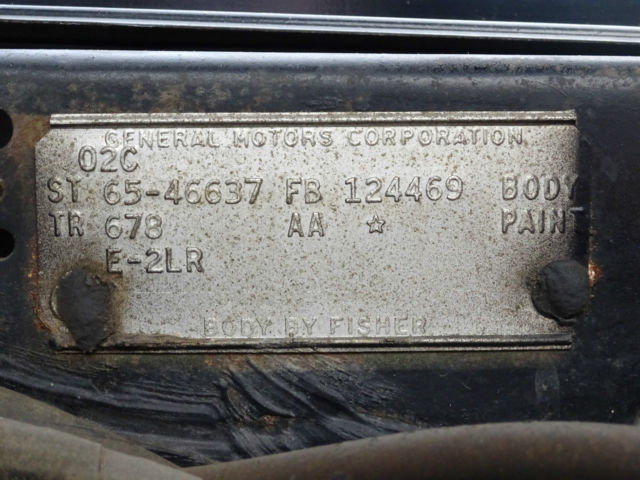 GENERAL MOTORS CORPORATION
02C
ST 65-46637 FB 124469 BODY
TR 678 AA ☆ PAINT
E-2LR
BODY BY FISHER